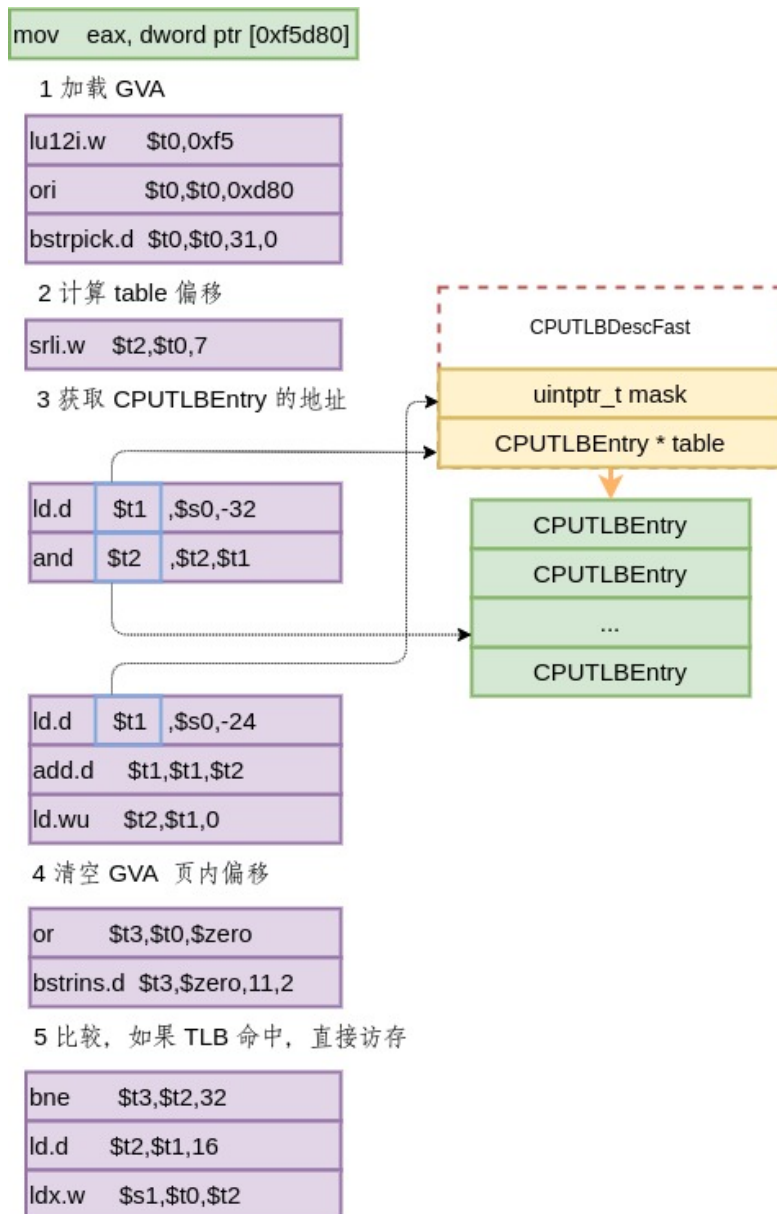 mov eax, dword ptr [0xf5d80]
1 加载 GVA
lu12i.w $t0,0xf5
ori $t0,$t0,0xd80
bstrpick.d $t0,$t0,31,0
2 计算 table 偏移
srli.w $t2,$t0,7
3 获取 CPUTLBEntry 的地址
ld.d $t1 ,$s0,-32
and $t2 ,$t2,$t1
ld.d $t1 ,$s0,-24
add.d $t1,$t1,$t2
ld.wu $t2,$t1,0
4 清空 GVA 页内偏移
or $t3,$t0,$zero
bstrins.d $t3,$zero,11,2
5 比较，如果 TLB 命中，直接访存
bne $t3,$t2,32
ld.d $t2,$t1,16
ldx.w $s1,$t0,$t2
CPUTLBDescFast
uintptr_t mask
CPUTLBEntry * table
CPUTLBEntry
CPUTLBEntry
...
CPUTLBEntry